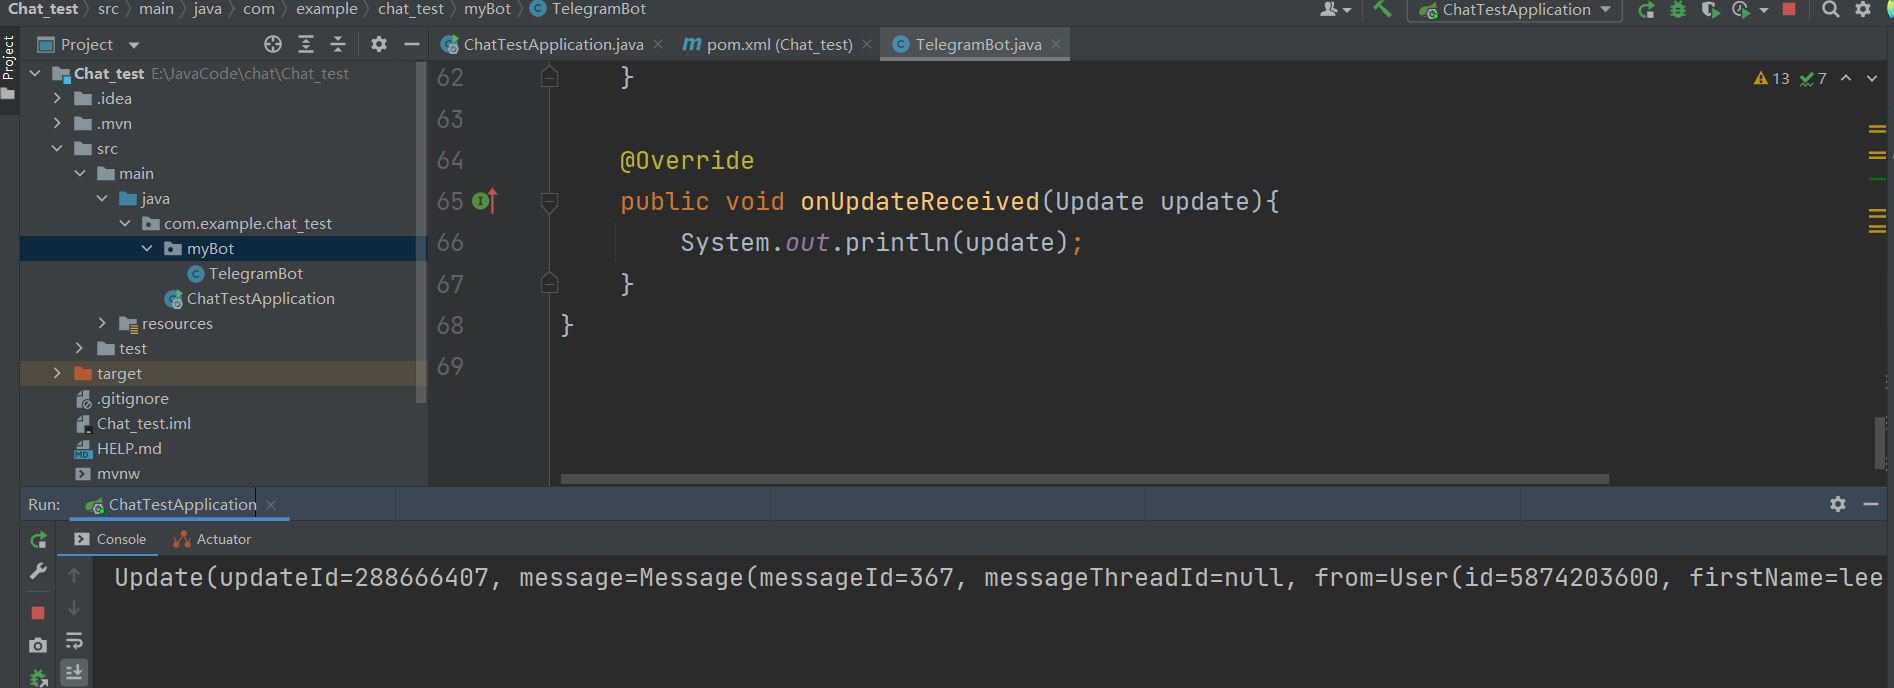 Chat_test src main java com example chat_test myBot TelegramBot
ChatTestApplication
Project
Project
ChatTestApplication.java
pom.xml (Chat_test)
TelegramBot.java
Chat_test E:\JavaCode\chat\Chat_test
.idea
.mvn
src
main
java
com.example.chat_test
myBot
TelegramBot
ChatTestApplication
resources
test
target
.gitignore
Chat_test.iml
HELP.md
mvnw
13 7
62 }
63
64 @Override
65 public void onUpdateReceived(Update update){
66 System.out.println(update);
67 }
68 }
69
Run: ChatTestApplication
Console Actuator
Update(updateId=288666407, message=Message(messageId=367, messageThreadId=null, from=User(id=5874203600, firstName=lee